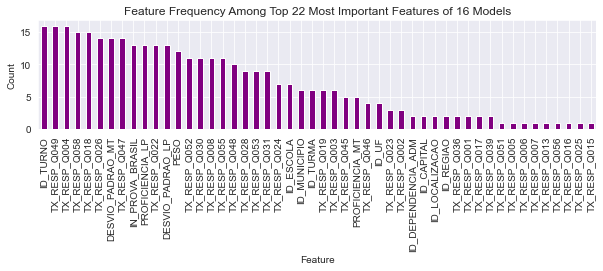 Feature Frequency Among Top 22 Most Important Features of 16 Models
Count
15
10
5
0
ID_TURNO
TX_RESP_Q049
TX_RESP_Q004
TX_RESP_Q058
TX_RESP_Q018
TX_RESP_Q026
DESVIO_PADRAO_MT
TX_RESP_Q047
IN_PROVA_BRASIL
PROFICIENCIA_LP
TX_RESP_Q022
DESVIO_PADRAO_LP
PESO
TX_RESP_Q052
TX_RESP_Q030
TX_RESP_Q008
TX_RESP_Q055
TX_RESP_Q048
TX_RESP_Q028
TX_RESP_Q053
TX_RESP_Q031
TX_RESP_Q024
ID_ESCOLA
ID_MUNICIPIO
ID_TURMA
TX_RESP_Q019
TX_RESP_Q003
TX_RESP_Q045
PROFICIENCIA_MT
TX_RESP_Q046
ID_UF
TX_RESP_Q023
TX_RESP_Q002
ID_DEPENDENCIA_ADM
ID_CAPITAL
ID_LOCALIZACAO
ID_REGIAO
TX_RESP_Q036
TX_RESP_Q001
TX_RESP_Q017
TX_RESP_Q039
TX_RESP_Q051
TX_RESP_Q005
TX_RESP_Q006
TX_RESP_Q007
TX_RESP_Q013
TX_RESP_Q056
TX_RESP_Q016
TX_RESP_Q025
TX_RESP_Q015
Feature